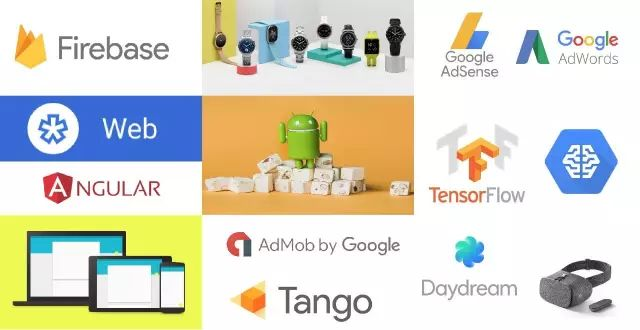 Firebase
Google
AdSense
Google
AdWords
Web
ANGULAR
TensorFlow
AdMob by Google
Tango
Daydream